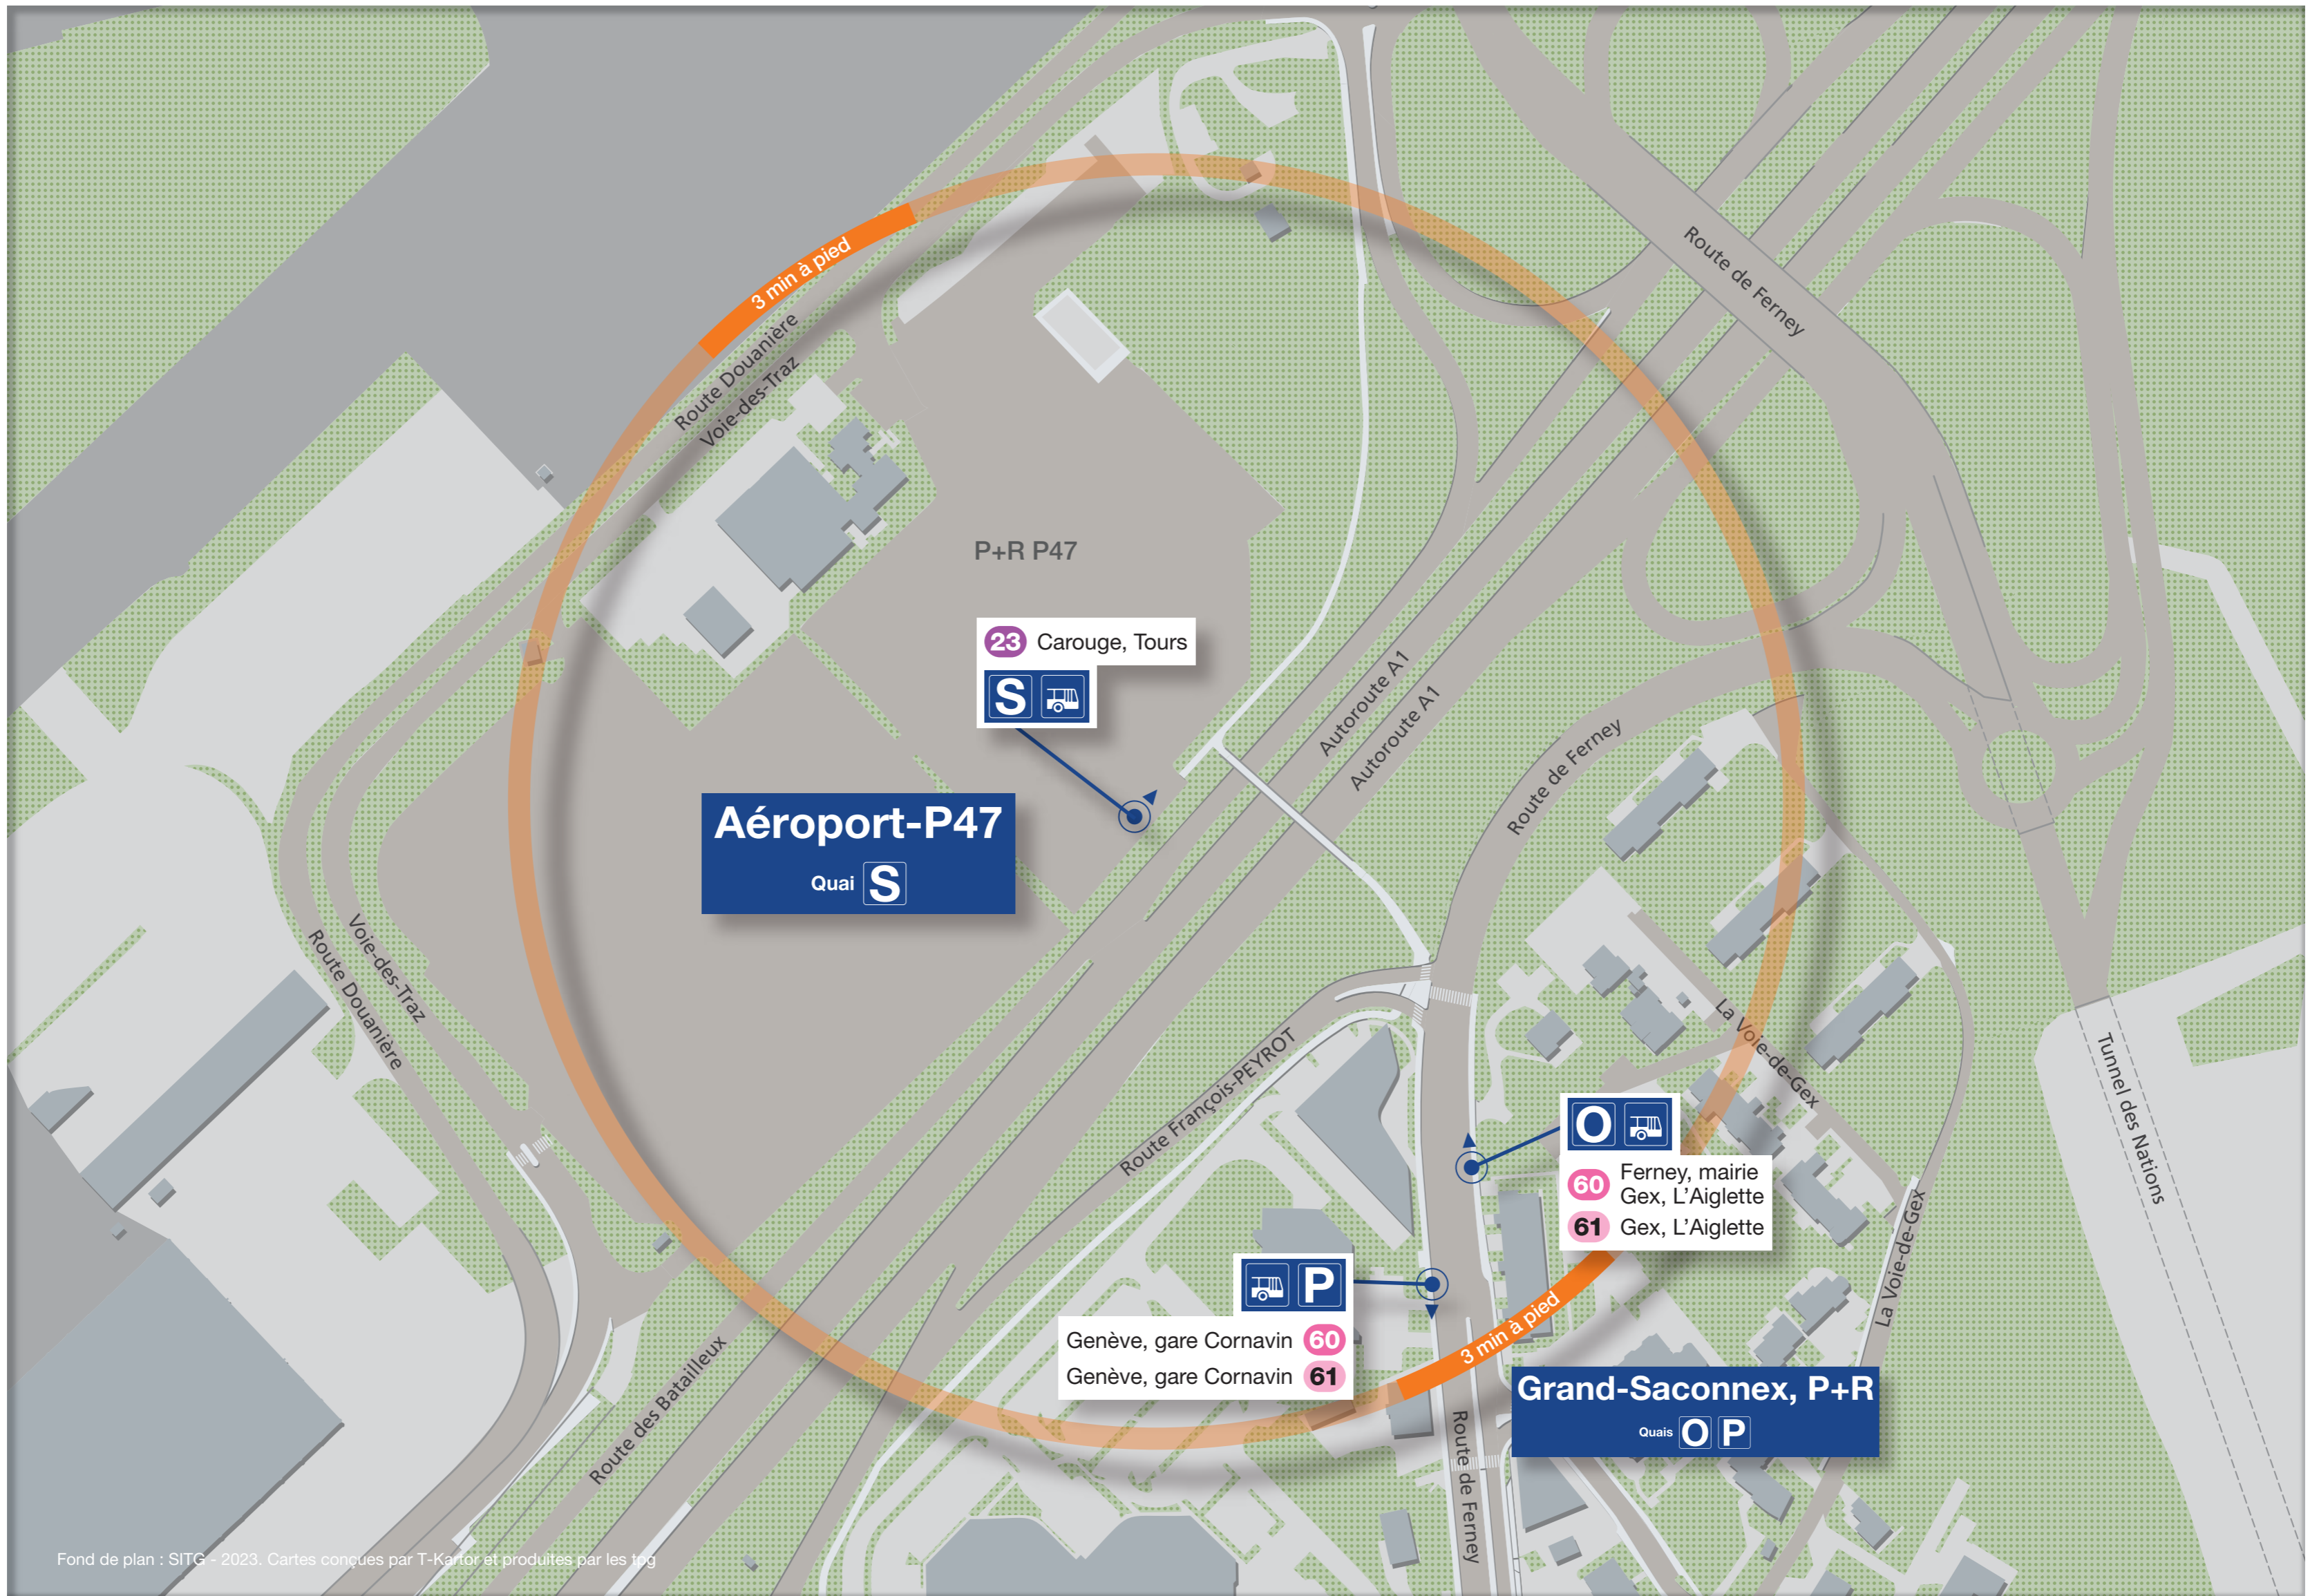 Route de Ferney
3 min à pied
Route Douanière
Voie-des-Traz
P+R P47
23 Carouge, Tours
S
Autoroute A1
Autoroute A1
Route de Ferney
Aéroport-P47
Quai S
Voie-des-Traz
Route Douanière
La Voie-de-Gex
Route François-PEYROT
Tunnel des Nations
O
60 Ferney, mairie
Gex, L'Aiglette
61 Gex, L'Aiglette
La Voie-de-Gex
P
Genève, gare Cornavin 60
Genève, gare Cornavin 61
3 min à pied
Grand-Saconnex, P+R
Quais O P
Route des Batailleux
Route de Ferney
Fond de plan : SITG - 2023. Cartes conçues par T-Kartor et produites par les tpg